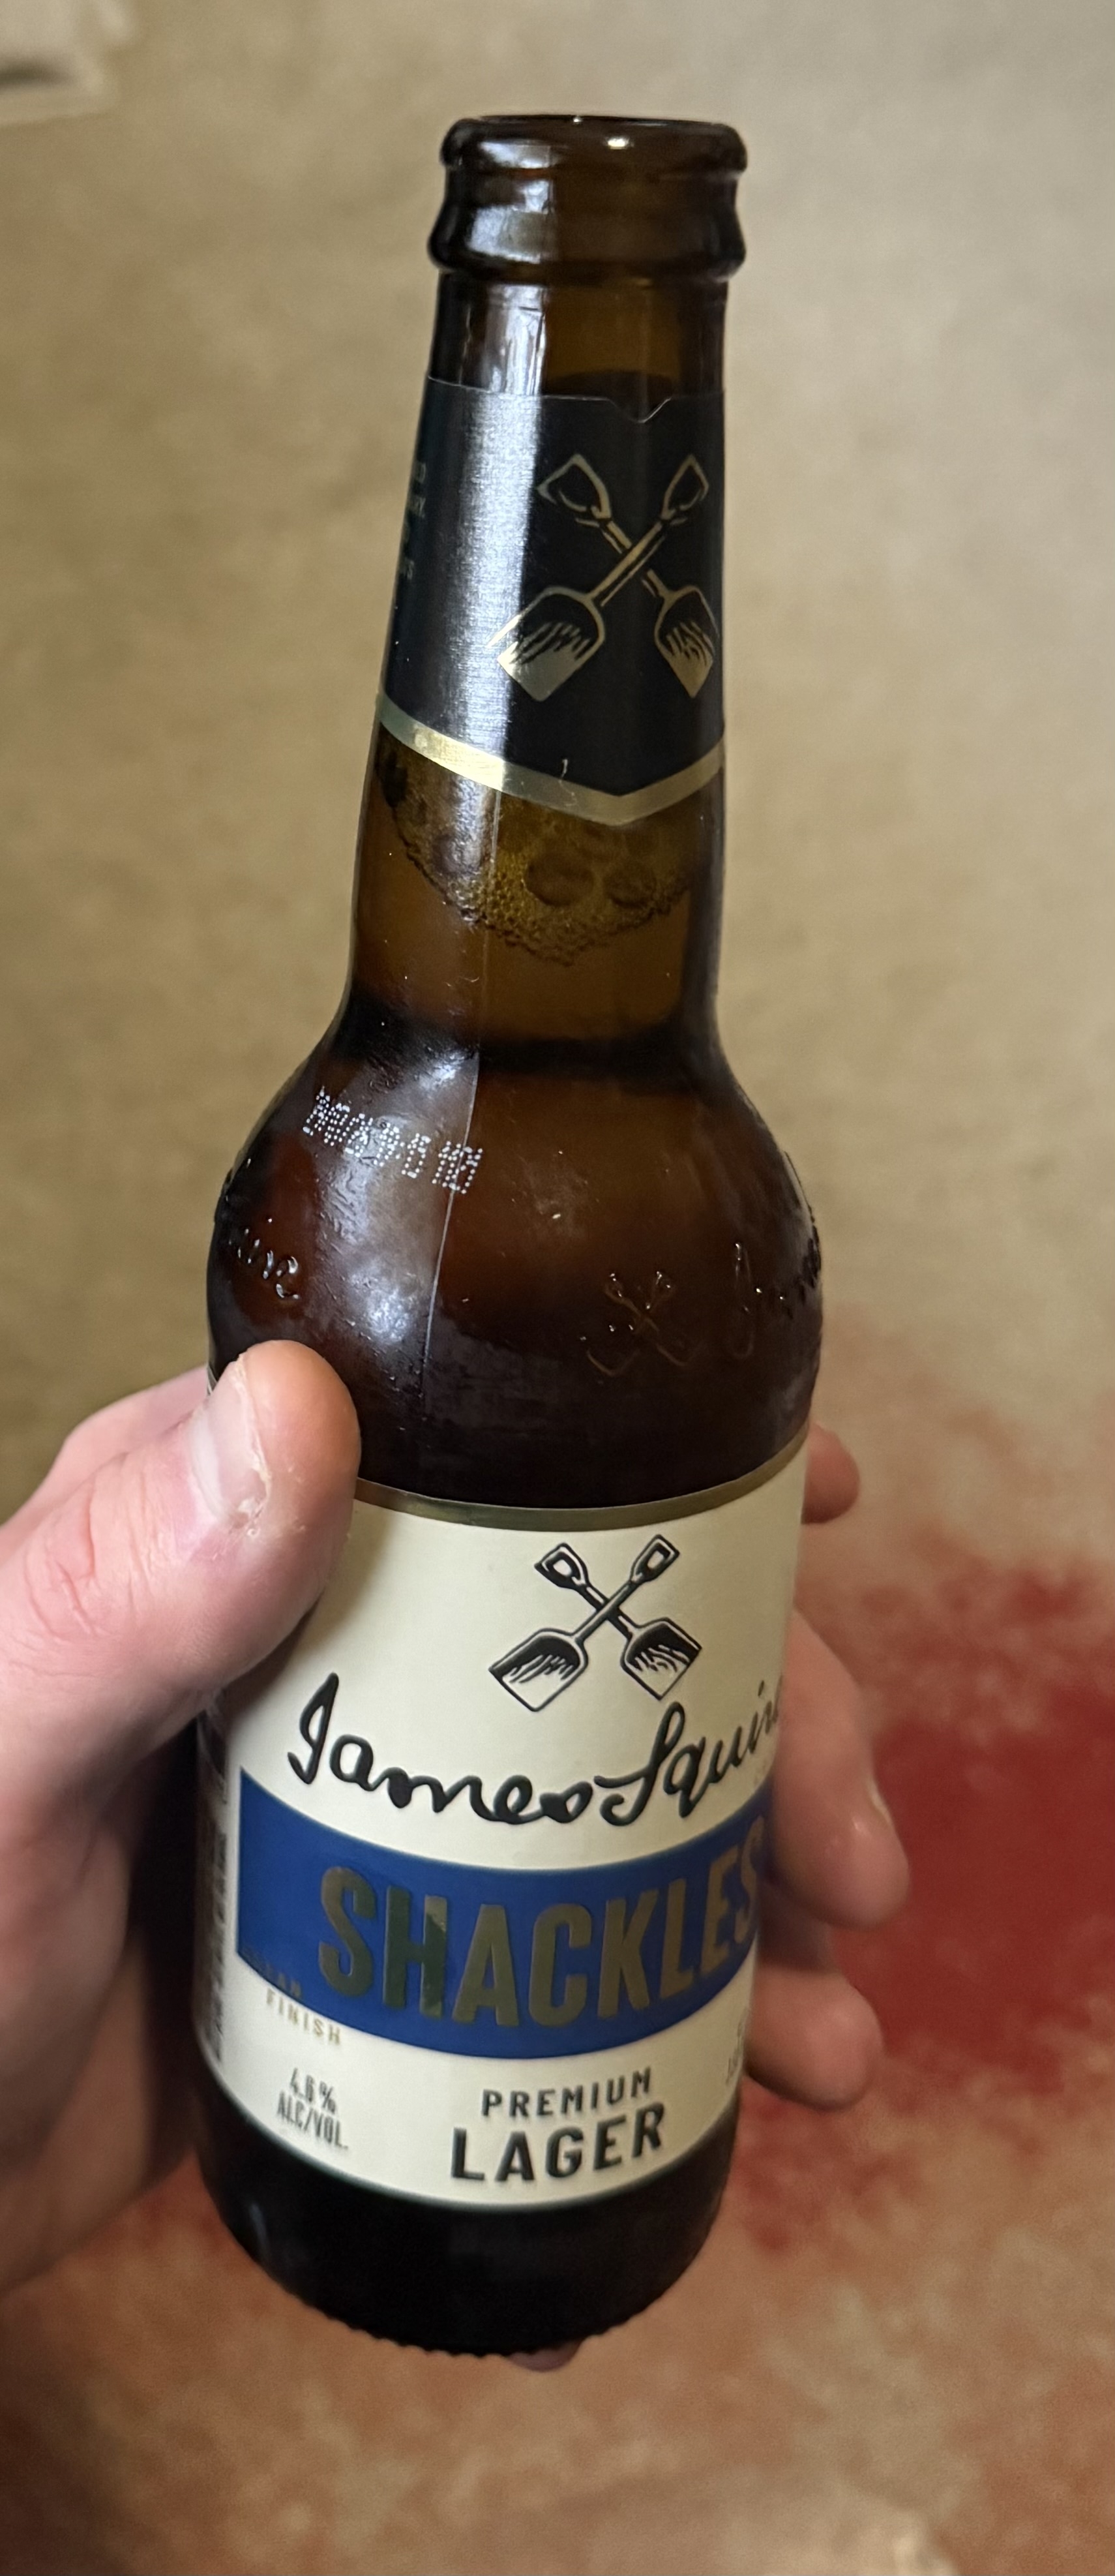 James Squire
SHACKLES
FINISH
4.6%
ALC/VOL.
PREMIUM
LAGER